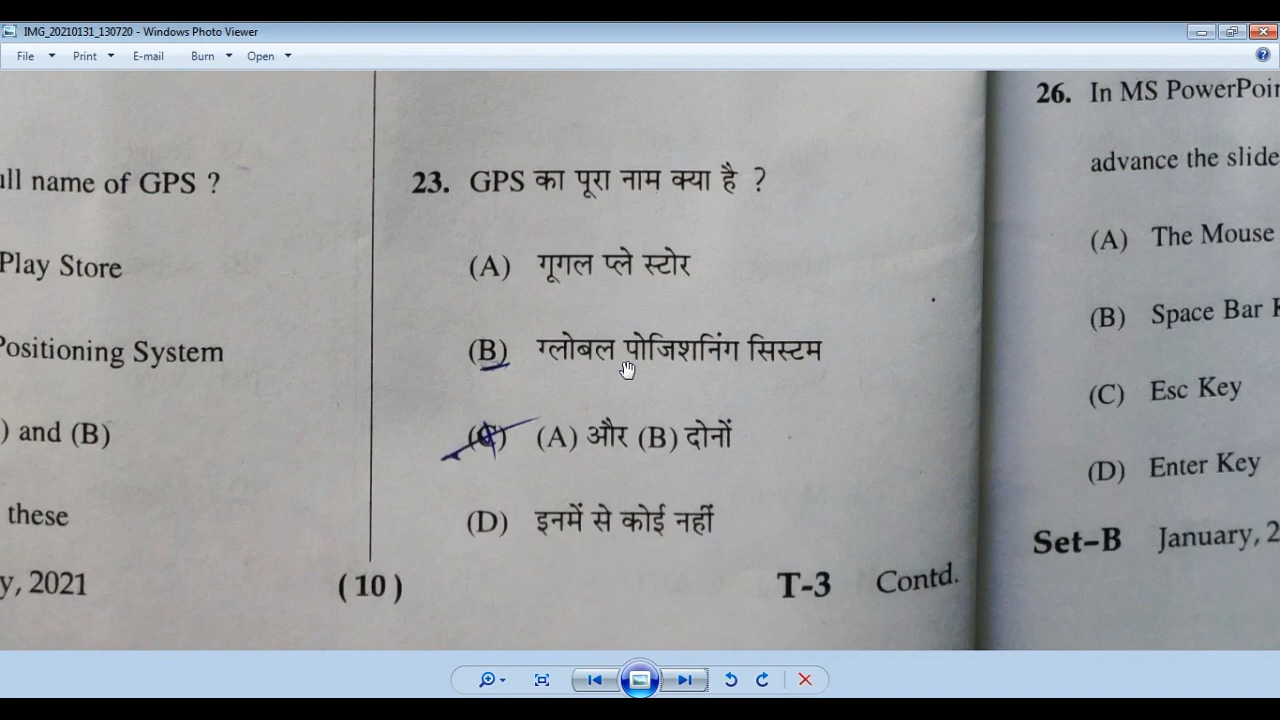 IMG_20210131_130720 - Windows Photo Viewer
File Print E-mail Burn Open
ull name of GPS ?
Play Store
Positioning System
) and (B)
these
y, 2021
( 10 )
23. GPS का पूरा नाम क्या है ?
(A) गूगल प्ले स्टोर
(B) ग्लोबल पोजिशनिंग सिस्टम
(C) (A) और (B) दोनों
(D) इनमें से कोई नहीं
T-3 Contd.
26. In MS PowerPoin
advance the slide
(A) The Mouse
(B) Space Bar K
(C) Esc Key
(D) Enter Key
Set–B January, 2